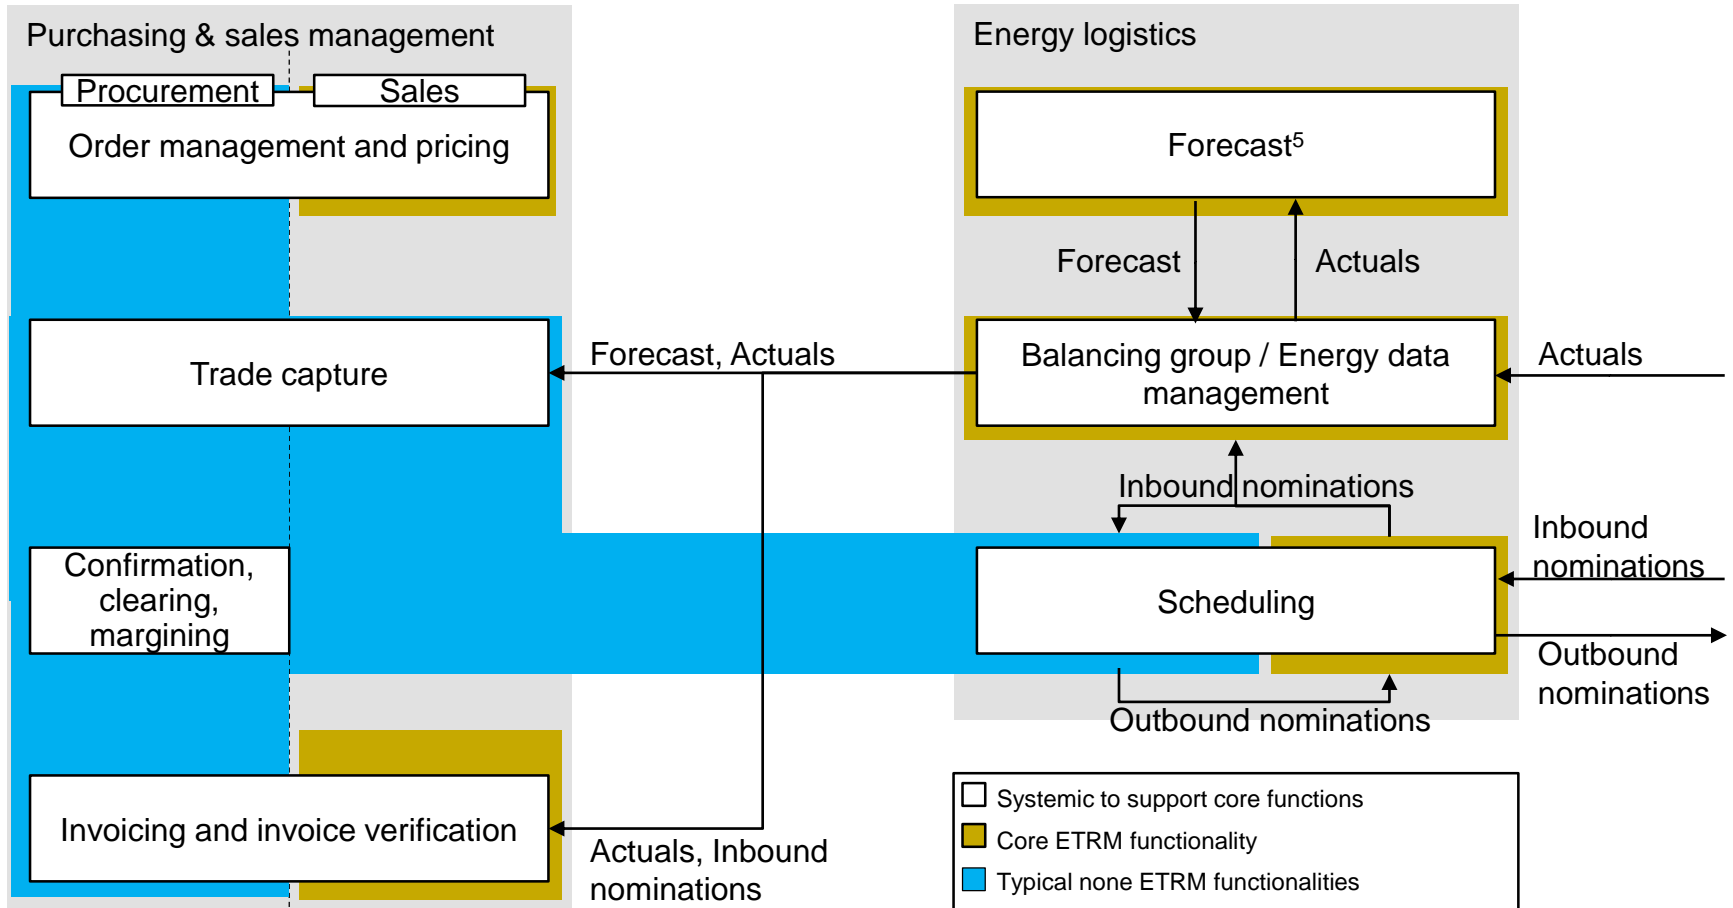 Purchasing & sales management
Procurement
Sales
Order management and pricing
Trade capture
Confirmation,
clearing,
margining
Invoicing and invoice verification
Forecast, Actuals
Actuals, Inbound
nominations
Energy logistics
Forecast⁵
Forecast
Actuals
Balancing group / Energy data
management
Actuals
Inbound nominations
Scheduling
Inbound
nominations
Outbound
nominations
Outbound nominations
Systemic to support core functions
Core ETRM functionality
Typical none ETRM functionalities